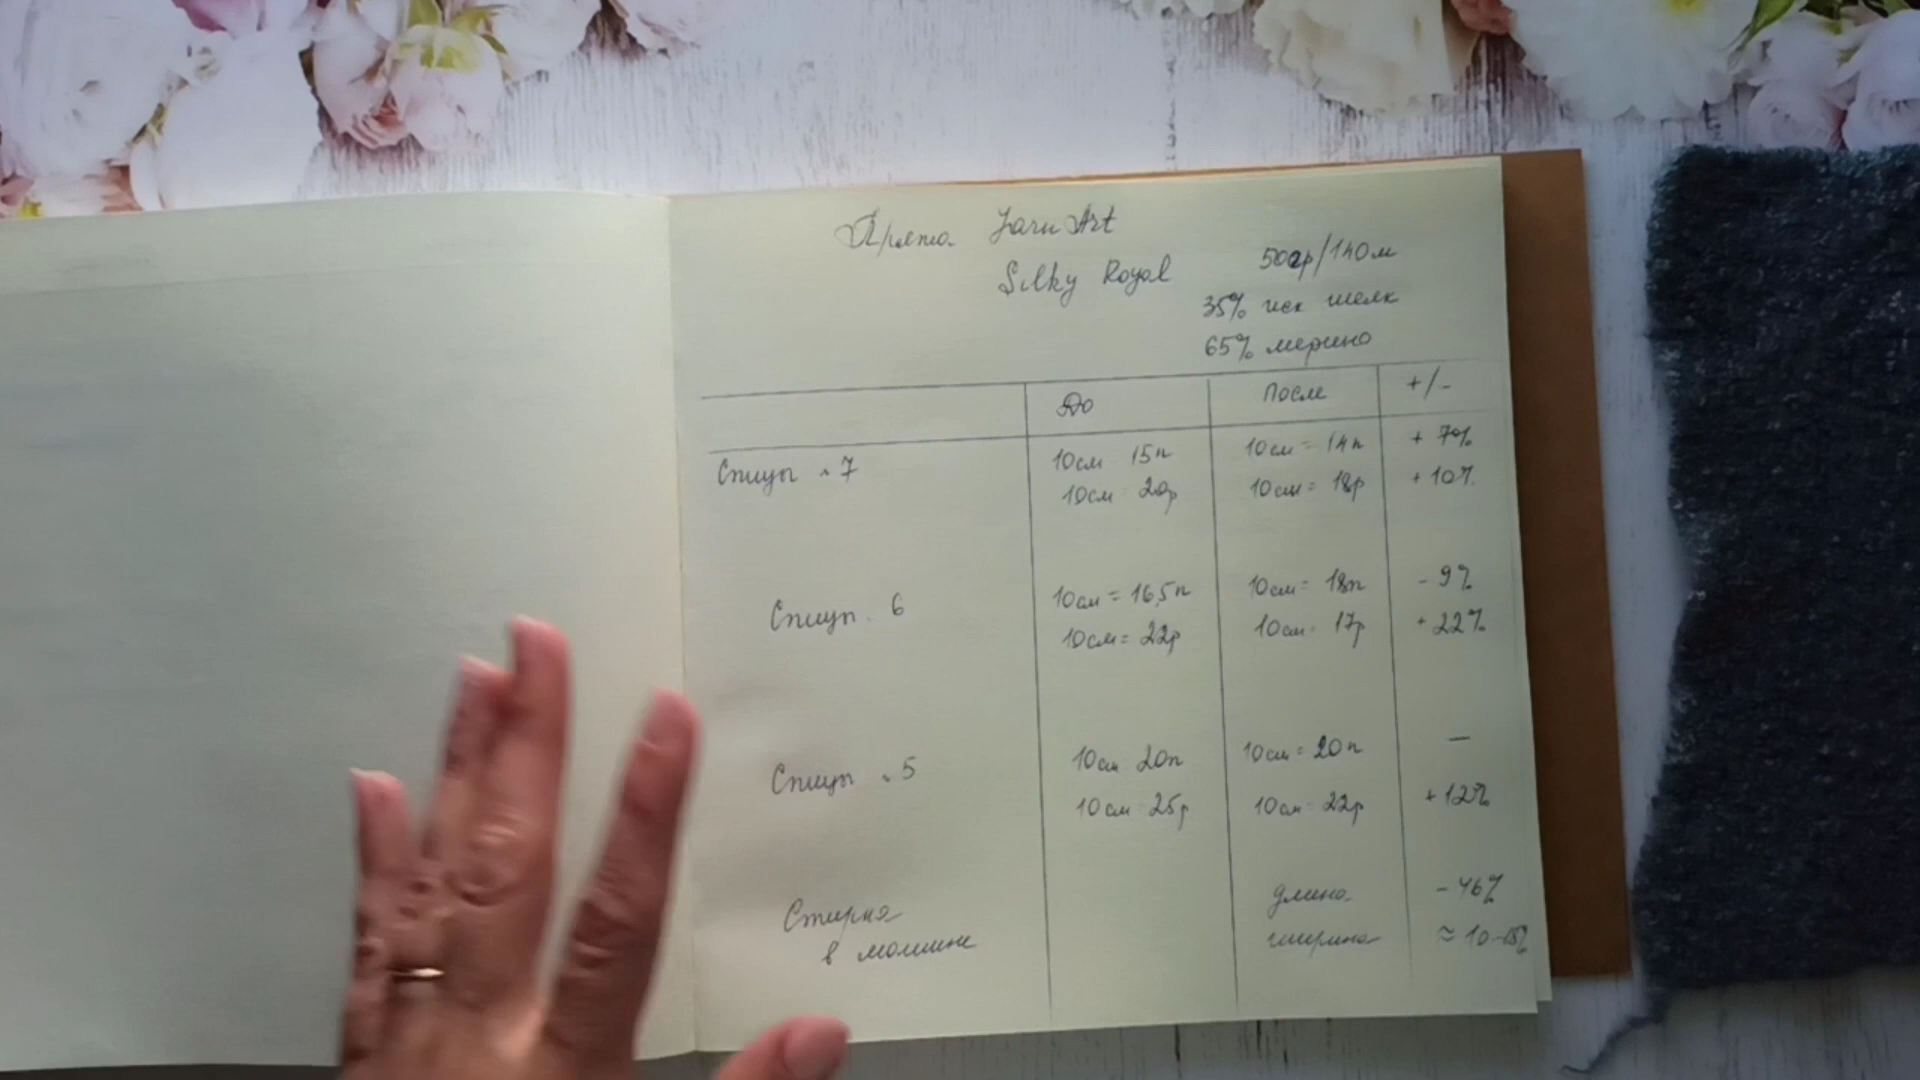 Пряжа YarnArt
Silky Royal 50гр/140м
35% иск шелк
65% мерино
До После +/-
Спицы № 7 10см 15п 10см = 14п + 7%
10см 20р 10см = 18р + 10%
Спицы 6 10см = 16,5п 10см = 18п - 9%
10см = 22р 10см = 17р + 22%
Спицы № 5 10см 20п 10см = 20п —
10см 25р 10см = 22р + 12%
Стирка длина - 46%
в машине ширина ≈ 10-15%